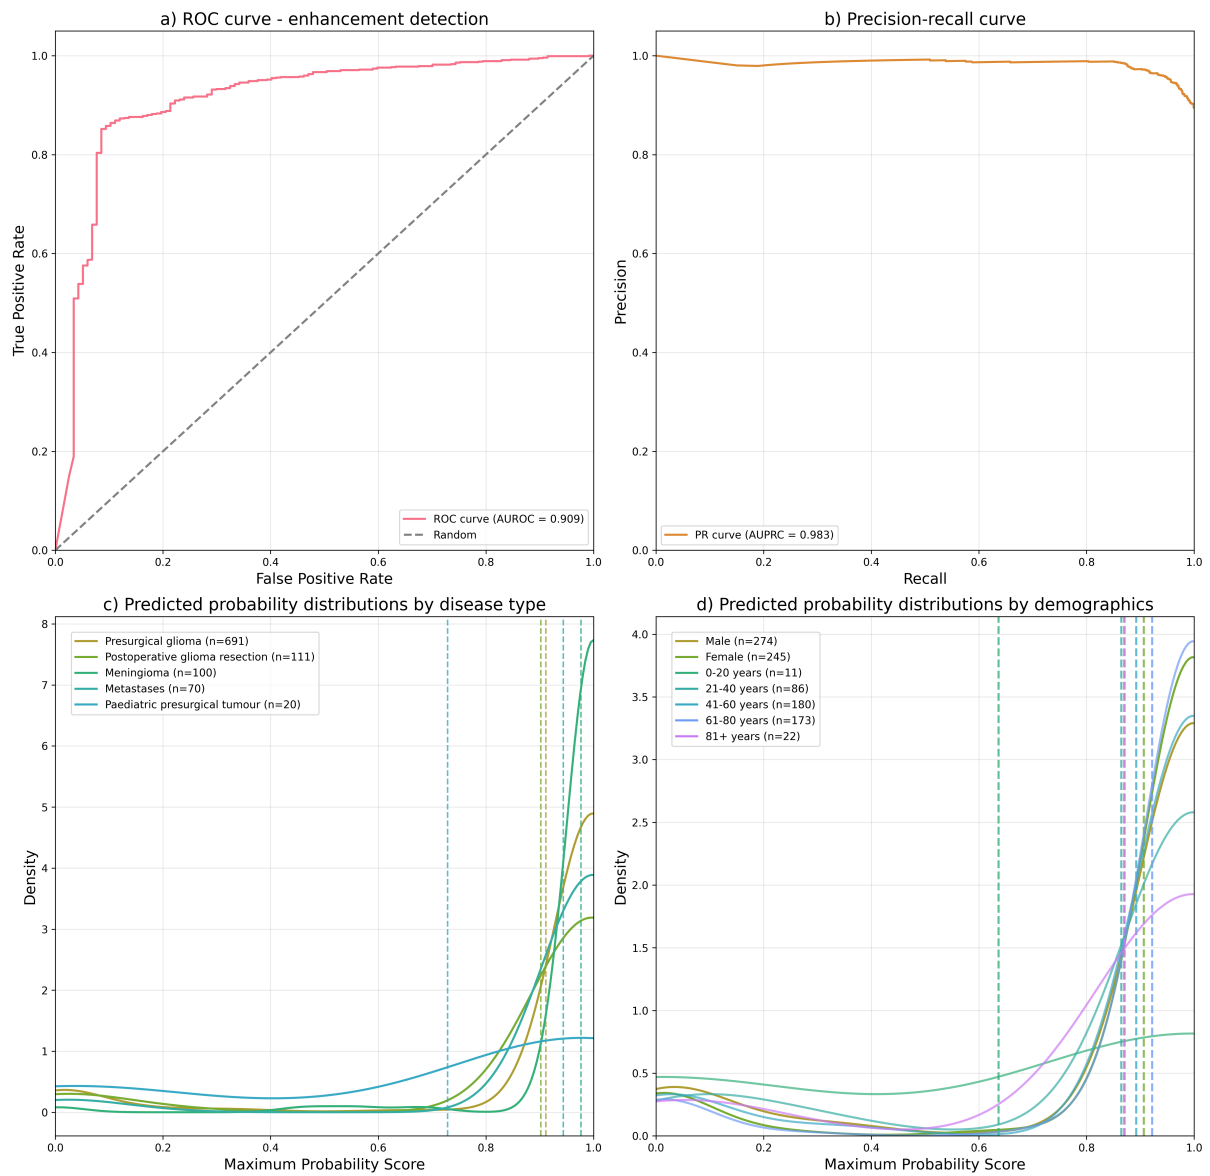 a) ROC curve - enhancement detection
1.0
0.8
0.6
0.4
0.2
0.0
True Positive Rate
ROC curve (AUROC = 0.909)
Random
0.0 0.2 0.4 0.6 0.8 1.0
False Positive Rate
b) Precision-recall curve
1.0
0.8
0.6
0.4
0.2
0.0
Precision
PR curve (AUPRC = 0.983)
0.0 0.2 0.4 0.6 0.8 1.0
Recall
c) Predicted probability distributions by disease type
8
7
6
5
4
3
2
1
0
Density
Presurgical glioma (n=691)
Postoperative glioma resection (n=111)
Meningioma (n=100)
Metastases (n=70)
Paediatric presurgical tumour (n=20)
0.0 0.2 0.4 0.6 0.8 1.0
Maximum Probability Score
d) Predicted probability distributions by demographics
4.0
3.5
3.0
2.5
2.0
1.5
1.0
0.5
0.0
Density
Male (n=274)
Female (n=245)
0-20 years (n=11)
21-40 years (n=86)
41-60 years (n=180)
61-80 years (n=173)
81+ years (n=22)
0.0 0.2 0.4 0.6 0.8 1.0
Maximum Probability Score